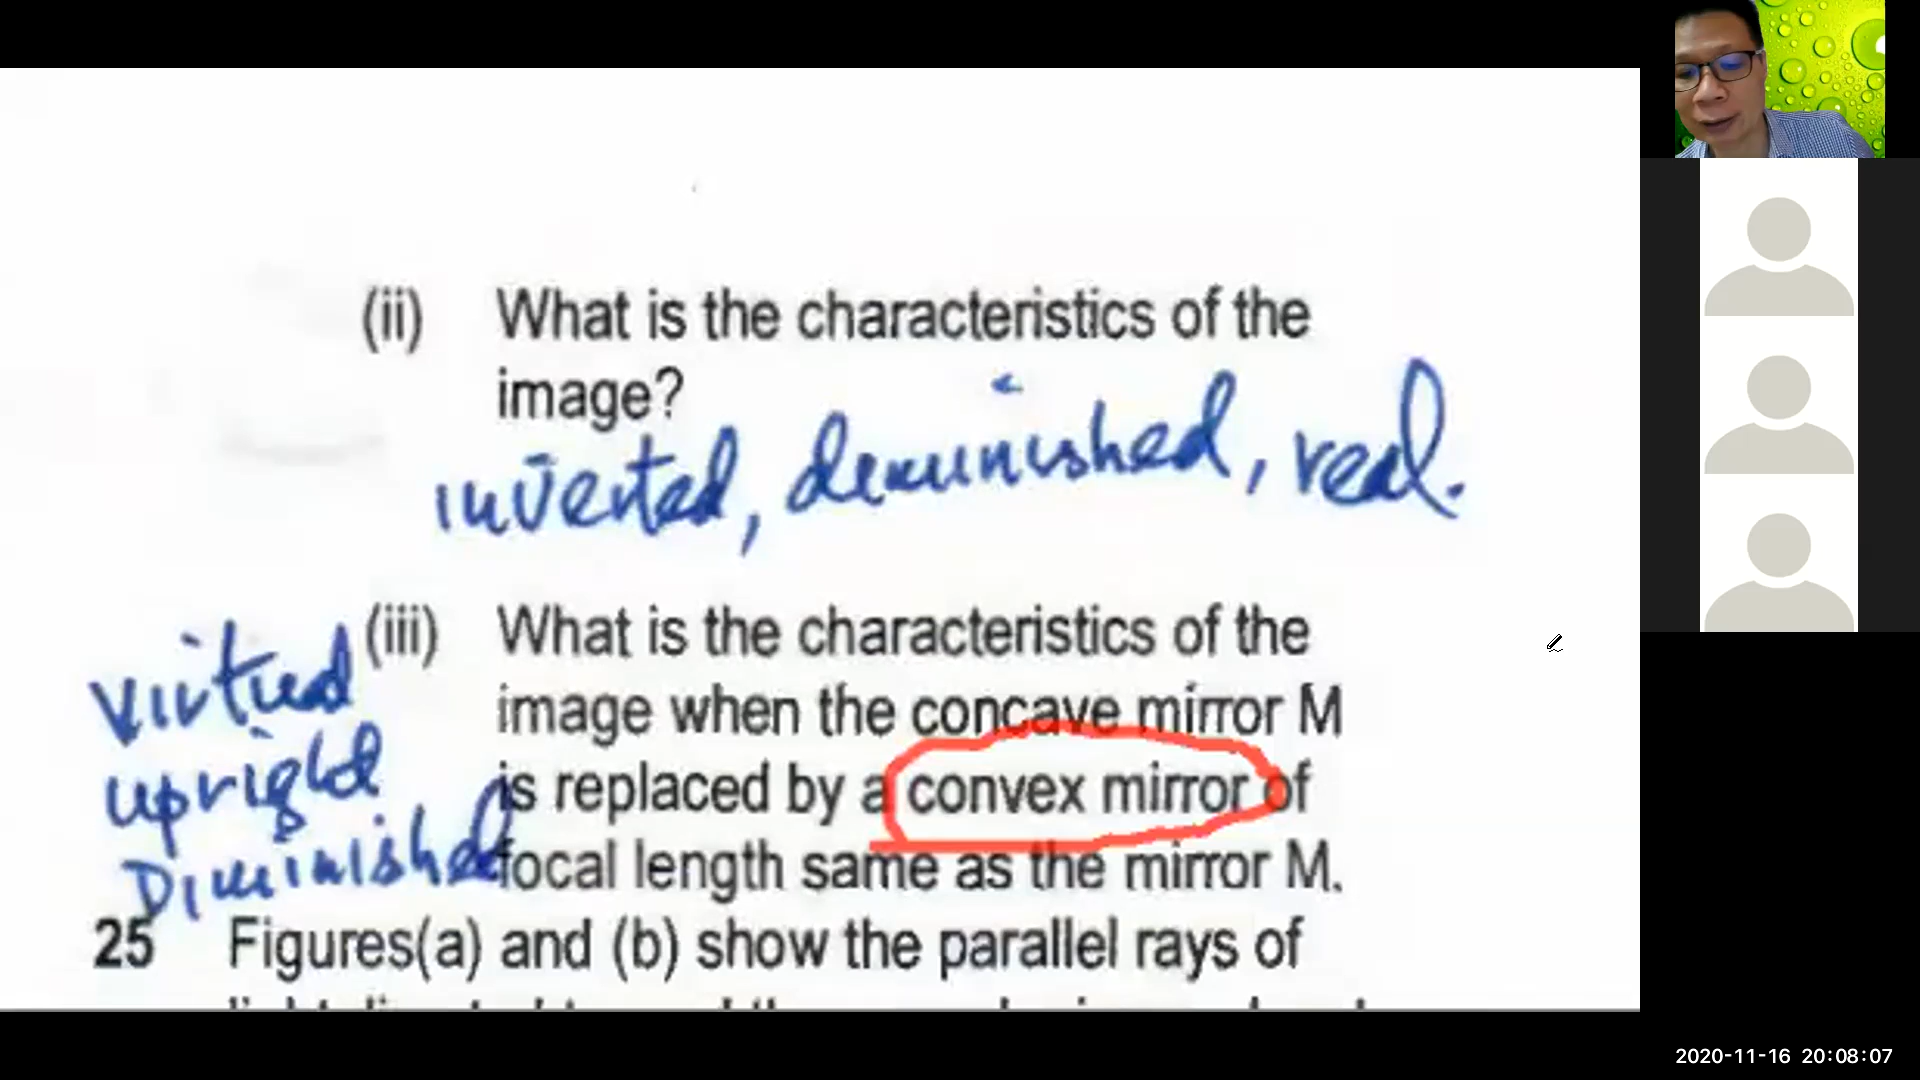 (ii) What is the characteristics of the
image?
inverted, diminished, real.
(iii) What is the characteristics of the
image when the concave mirror M
is replaced by a convex mirror of
focal length same as the mirror M.
virtual
upright
Diminished
25 Figures(a) and (b) show the parallel rays of
2020-11-16 20:08:07